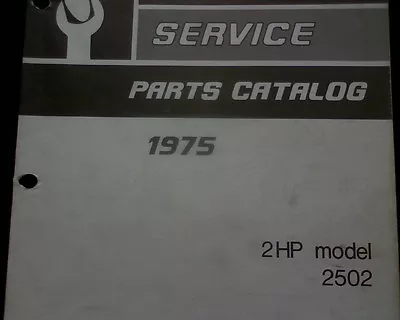 SERVICE
PARTS CATALOG
1975
2HP model
2502